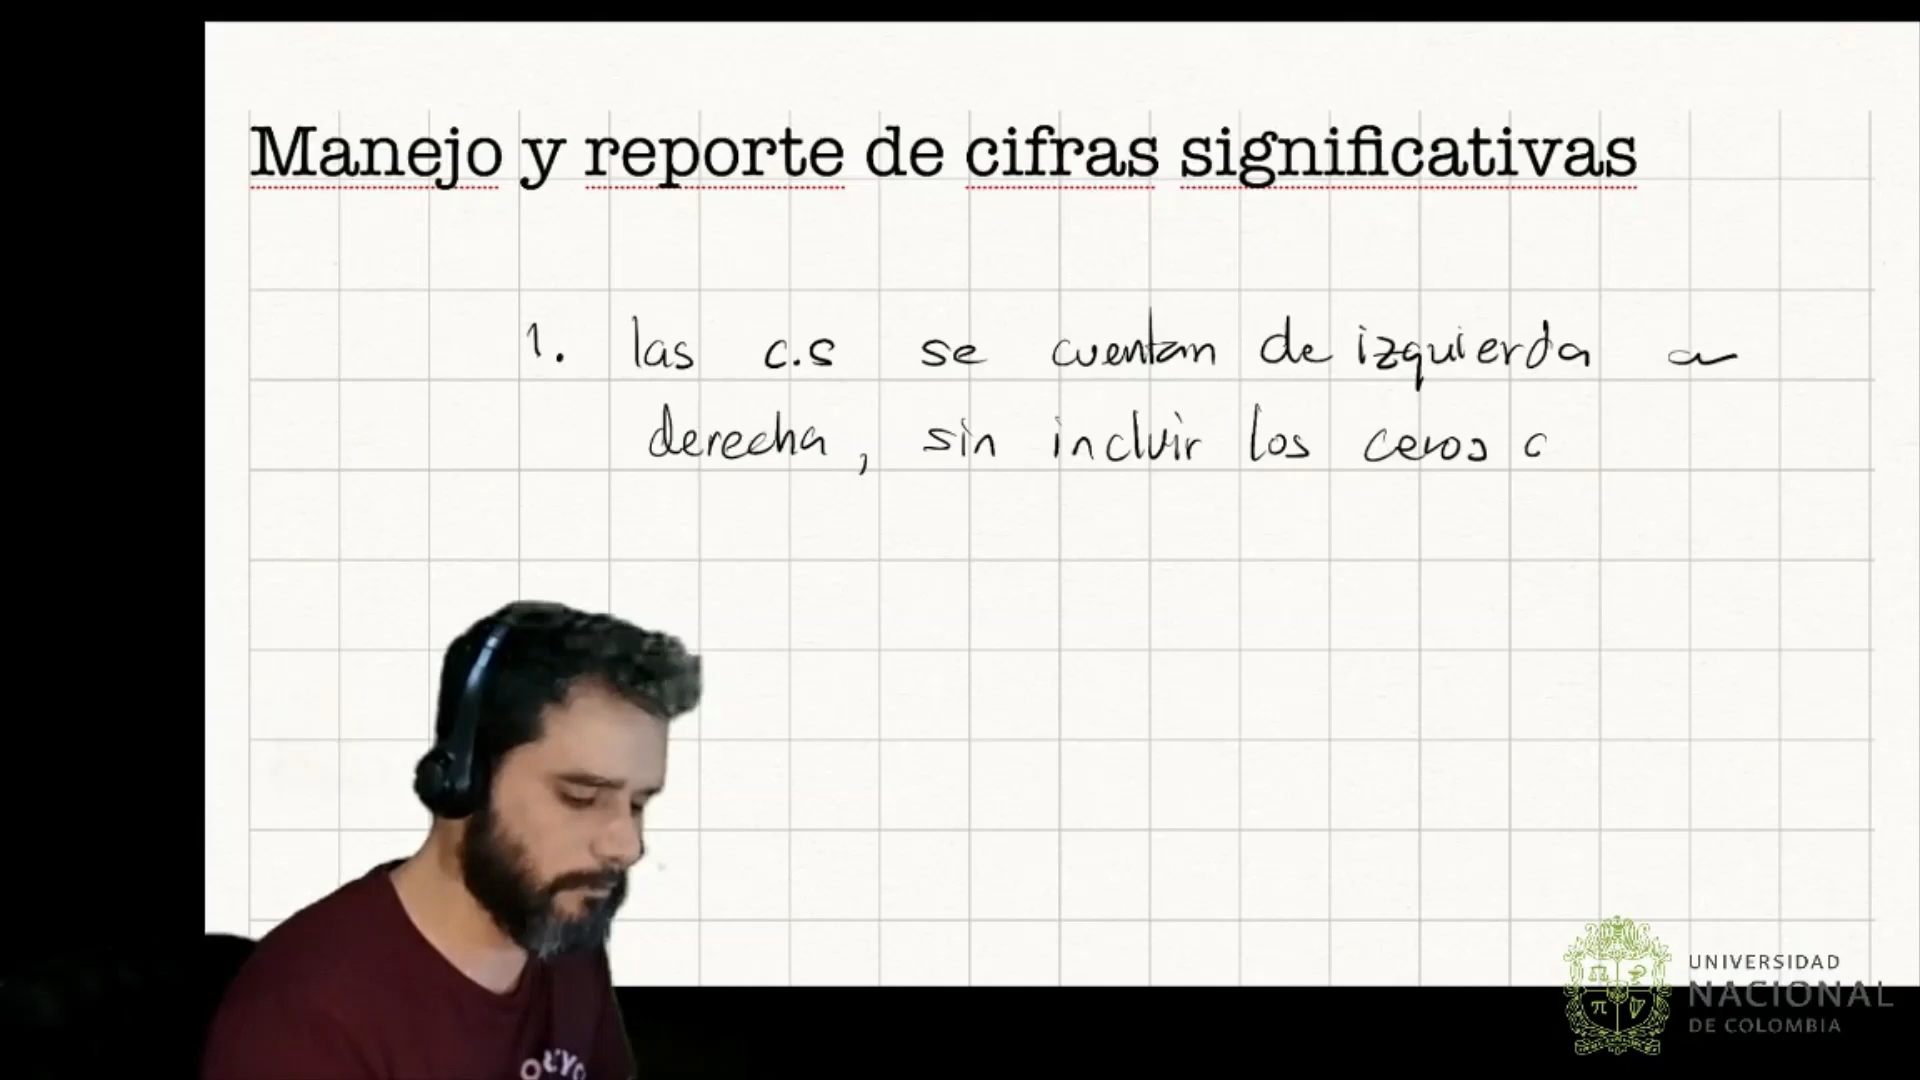 Manejo y reporte de cifras significativas
1. las c.s se cuentan de izquierda a
derecha, sin incluir los ceros
UNIVERSIDAD
NACIONAL
DE COLOMBIA